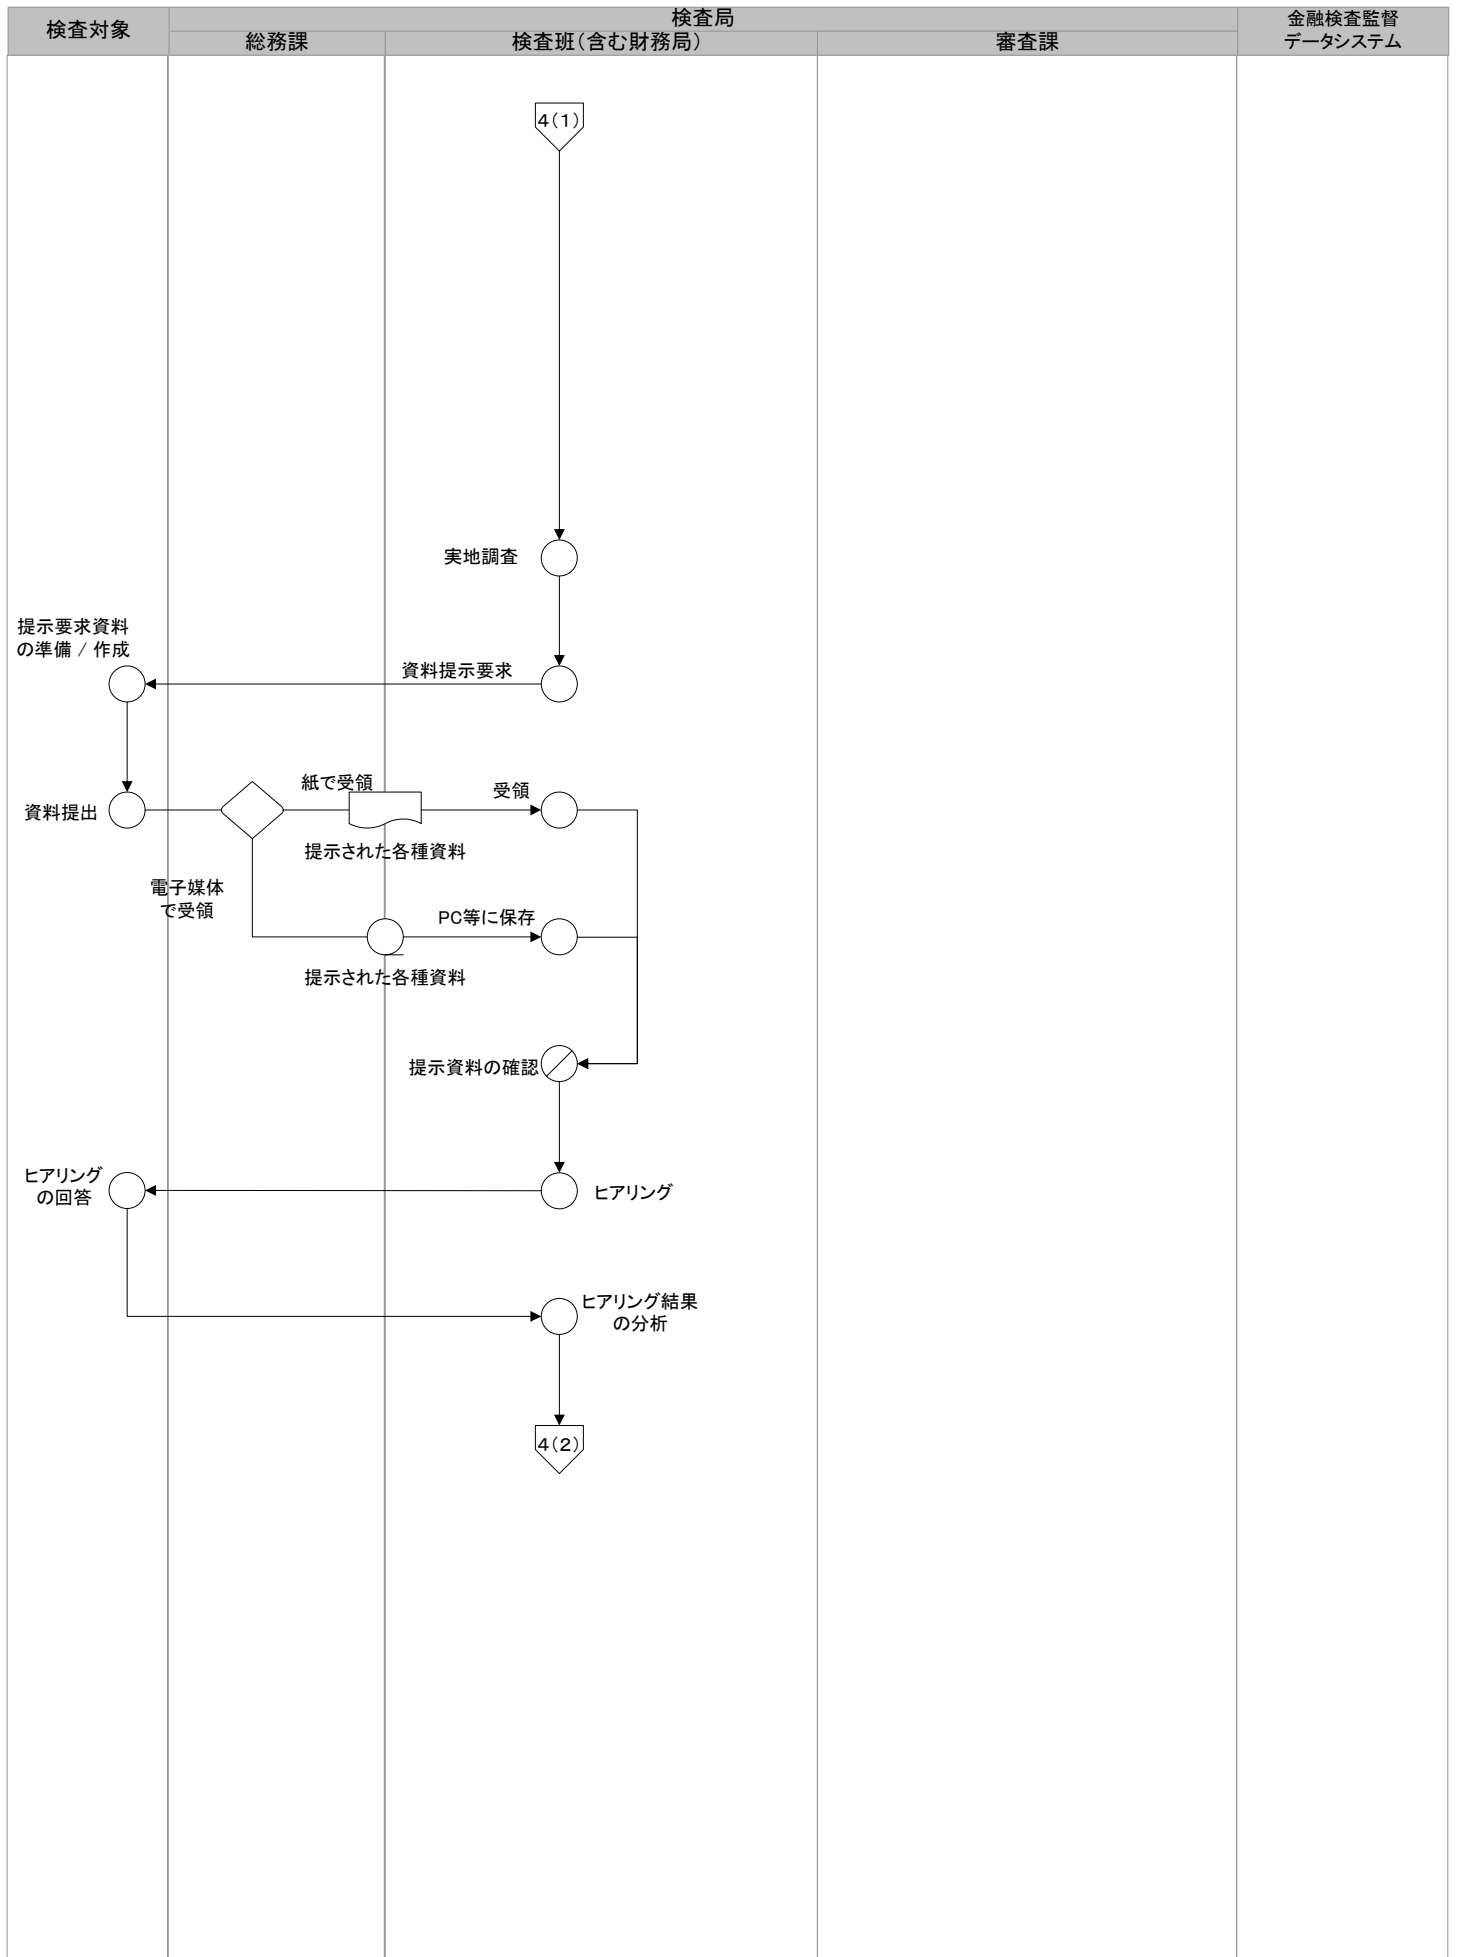 検査対象
検査局
総務課
検査班（含む財務局）
審査課
金融検査監督
データシステム
4（1）
実地調査
提示要求資料
の準備 / 作成
資料提示要求
資料提出
紙で受領
受領
提示された各種資料
電子媒体
で受領
PC等に保存
提示された各種資料
提示資料の確認
ヒアリング
の回答
ヒアリング
ヒアリング結果
の分析
4（2）